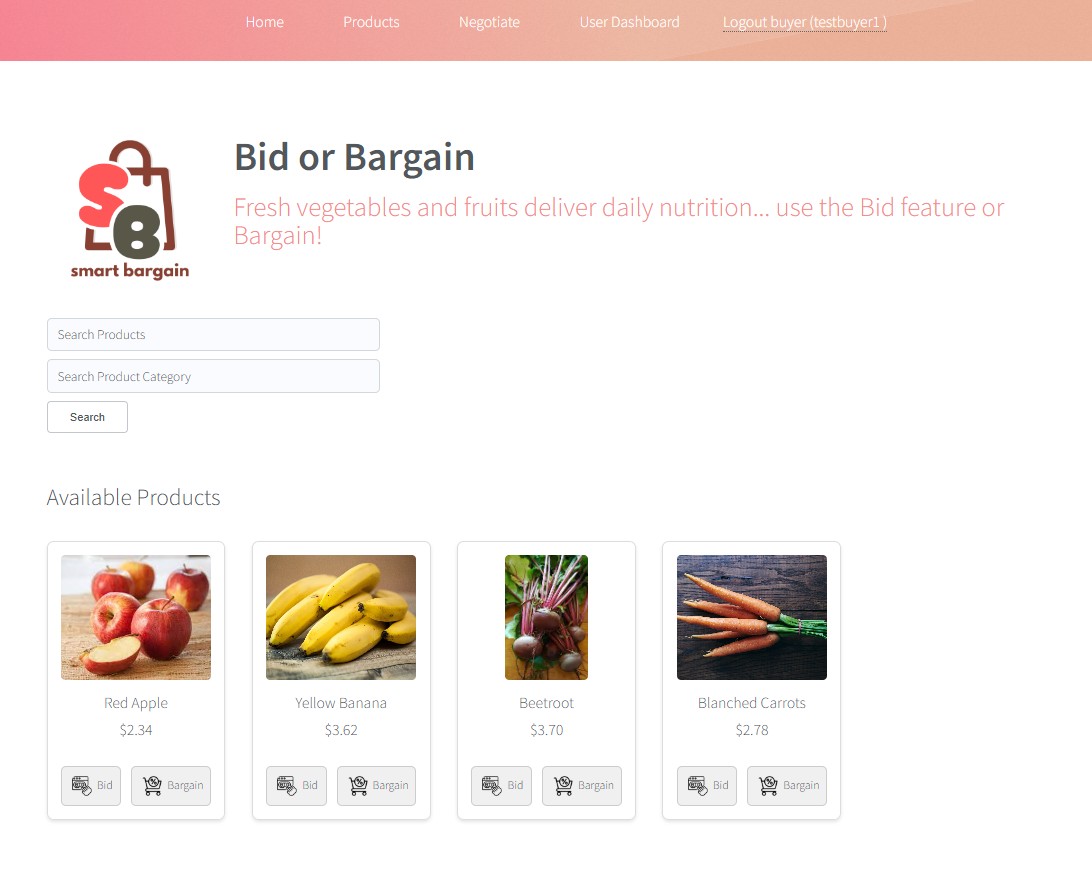 Home Products Negotiate User Dashboard Logout buyer (testbuyer1 )
SB
smart bargain
Bid or Bargain
Fresh vegetables and fruits deliver daily nutrition... use the Bid feature or
Bargain!
Search Products
Search Product Category
Search
Available Products
Red Apple Yellow Banana Beetroot Blanched Carrots
$2.34 $3.62 $3.70 $2.78
Bid Bargain Bid Bargain Bid Bargain Bid Bargain